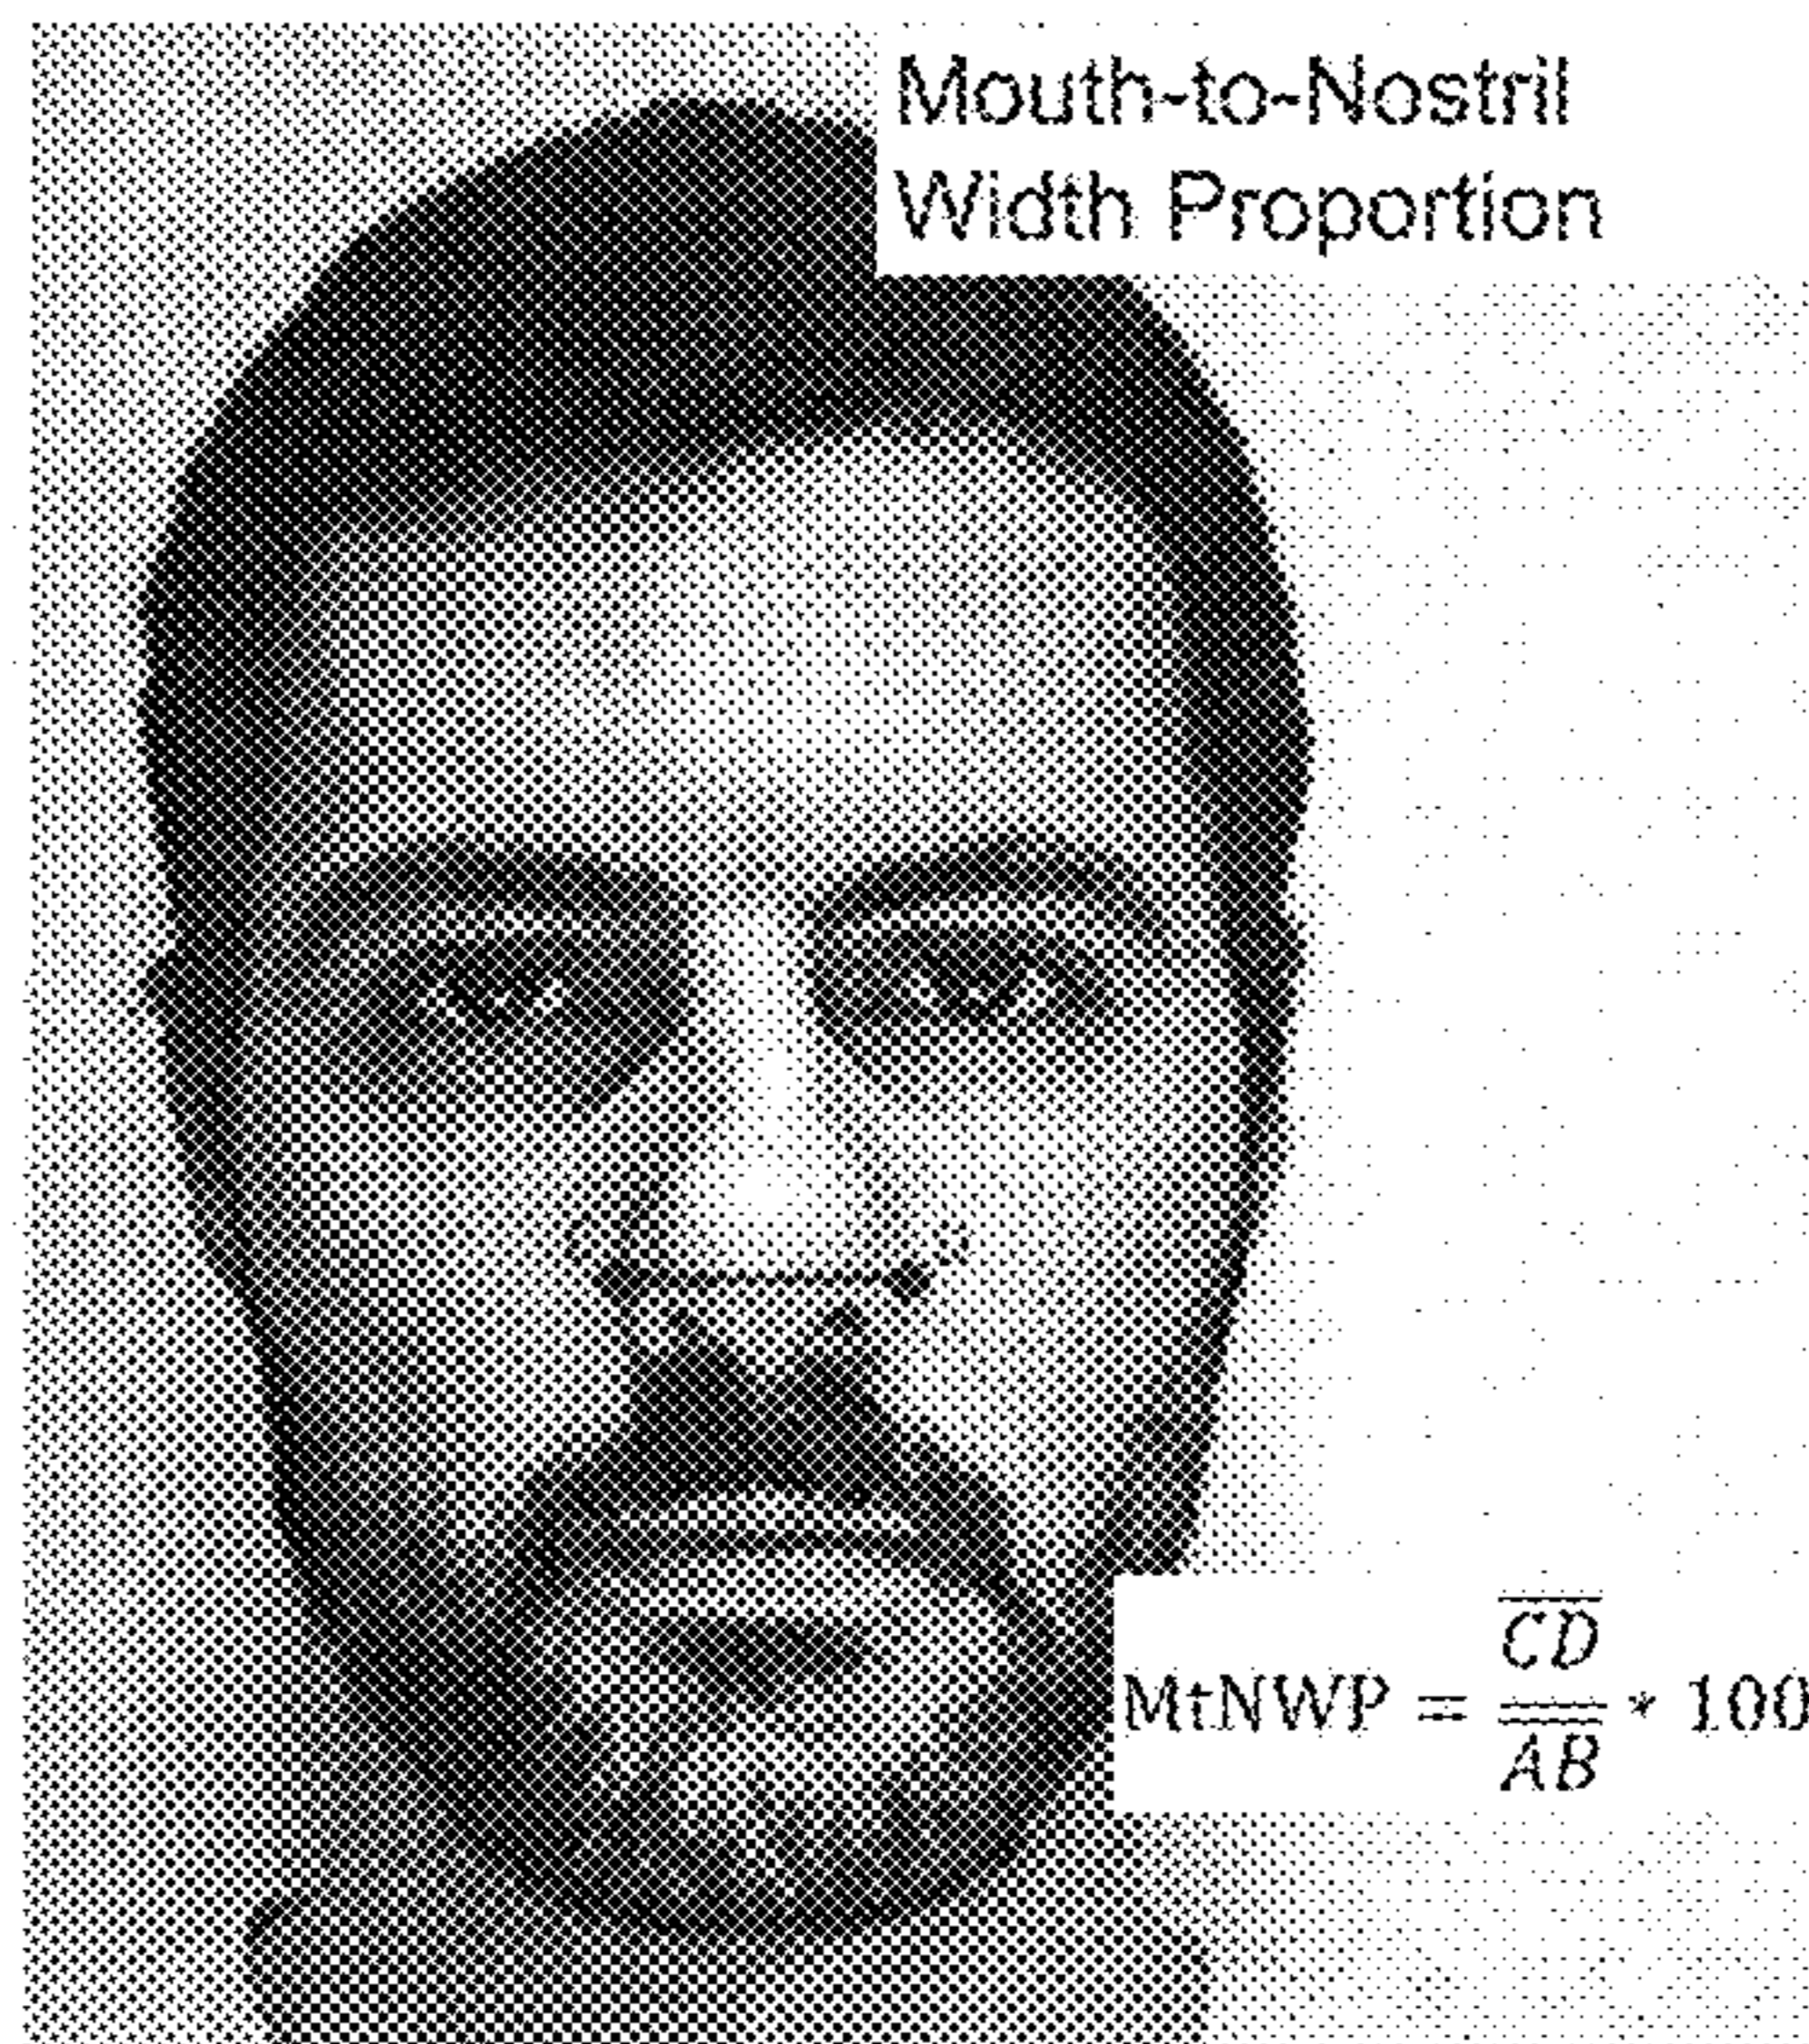 Mouth-to-Nostril
Width Proportion
MtNWP = CD / AB * 100